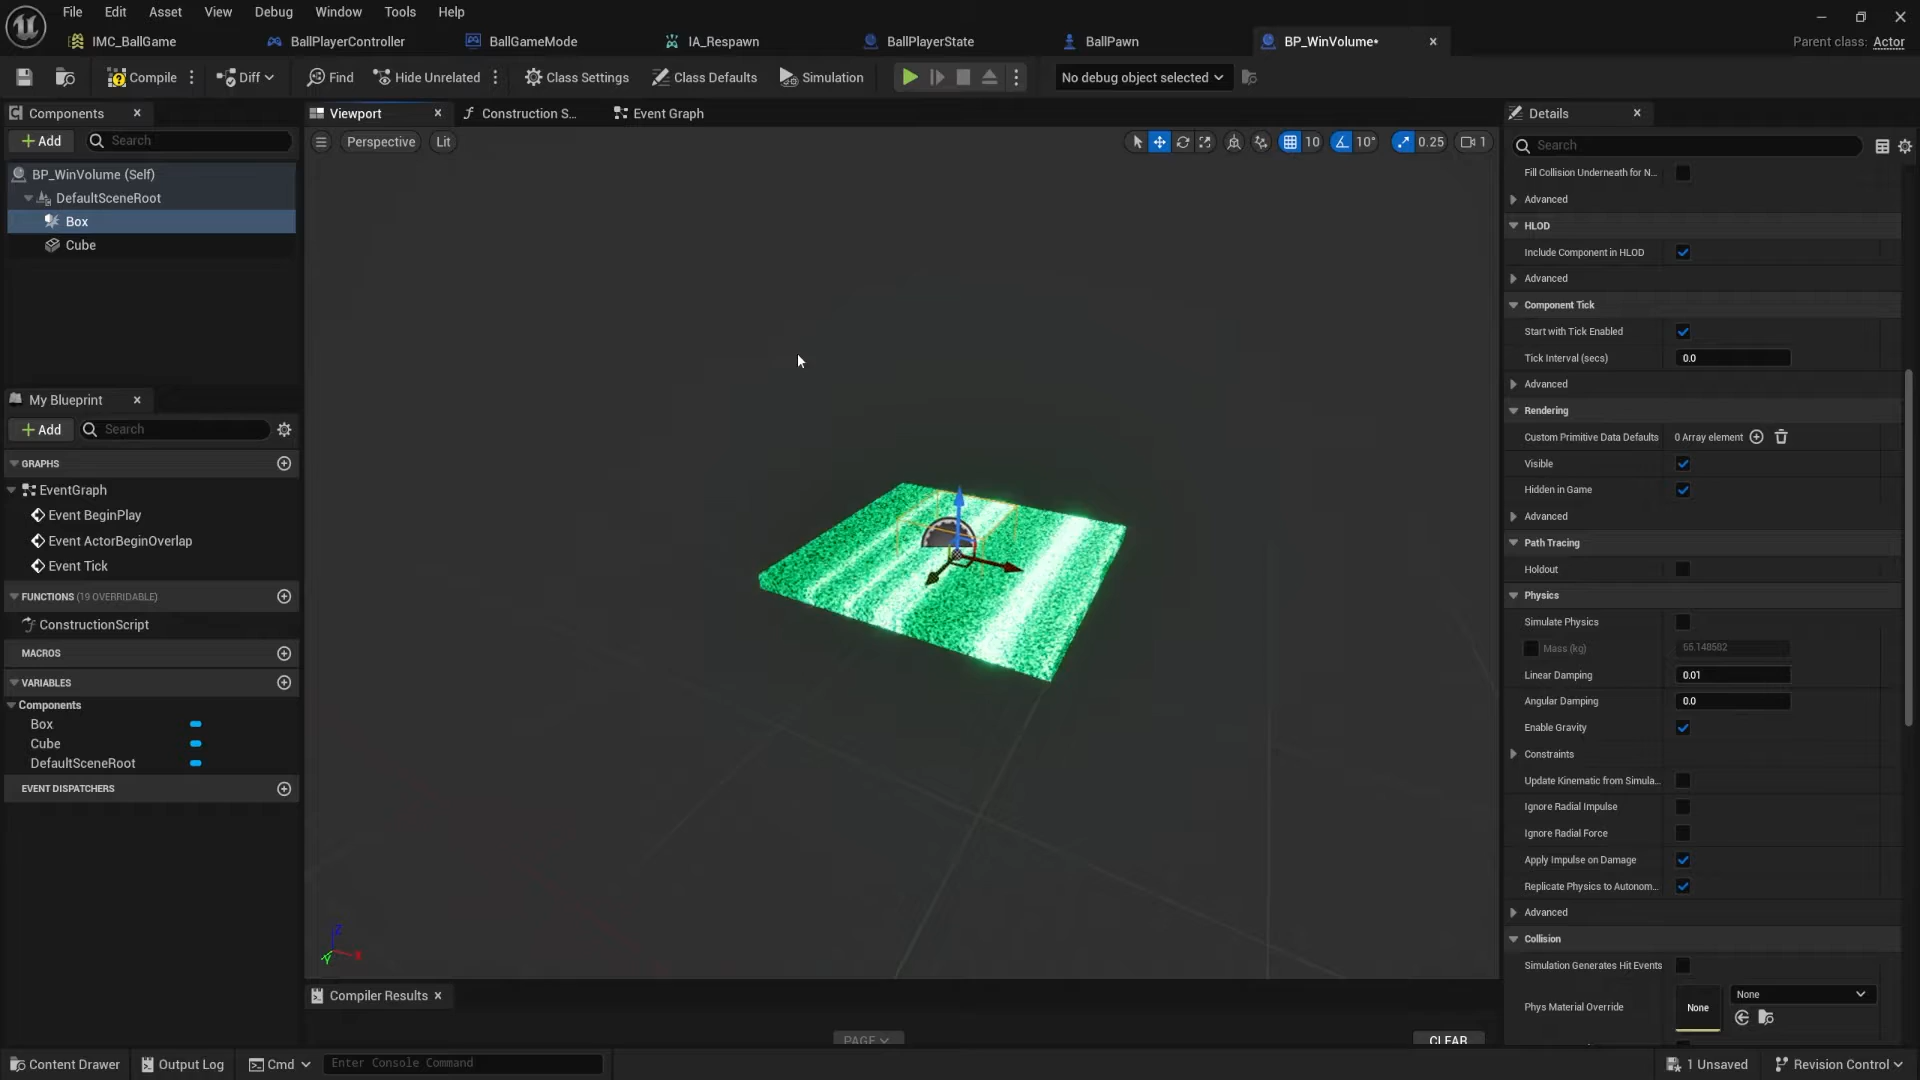 File Edit Asset View Debug Window Tools Help
IMC_BallGame BallPlayerController BallGameMode IA_Respawn BallPlayerState BallPawn BP_WinVolume* Parent class: Actor
Compile Diff Find Hide Unrelated Class Settings Class Defaults Simulation No debug object selected
Components
Add Search
BP_WinVolume (Self)
DefaultSceneRoot
Box
Cube
My Blueprint
Add Search
GRAPHS
EventGraph
Event BeginPlay
Event ActorBeginOverlap
Event Tick
FUNCTIONS (19 OVERRIDABLE)
ConstructionScript
MACROS
VARIABLES
Components
Box
Cube
DefaultSceneRoot
EVENT DISPATCHERS
Viewport Construction S... Event Graph
Perspective Lit 10 10° 0.25 1
Z
X
Y
Compiler Results
PAGE CLEAR
Details
Search
Fill Collision Underneath for N...
Advanced
HLOD
Include Component in HLOD
Advanced
Component Tick
Start with Tick Enabled
Tick Interval (secs) 0.0
Advanced
Rendering
Custom Primitive Data Defaults 0 Array element
Visible
Hidden in Game
Advanced
Path Tracing
Holdout
Physics
Simulate Physics
Mass (kg) 65.148582
Linear Damping 0.01
Angular Damping 0.0
Enable Gravity
Constraints
Update Kinematic from Simula...
Ignore Radial Impulse
Ignore Radial Force
Apply Impulse on Damage
Replicate Physics to Autonom...
Advanced
Collision
Simulation Generates Hit Events
Phys Material Override None None
Content Drawer Output Log Cmd Enter Console Command 1 Unsaved Revision Control